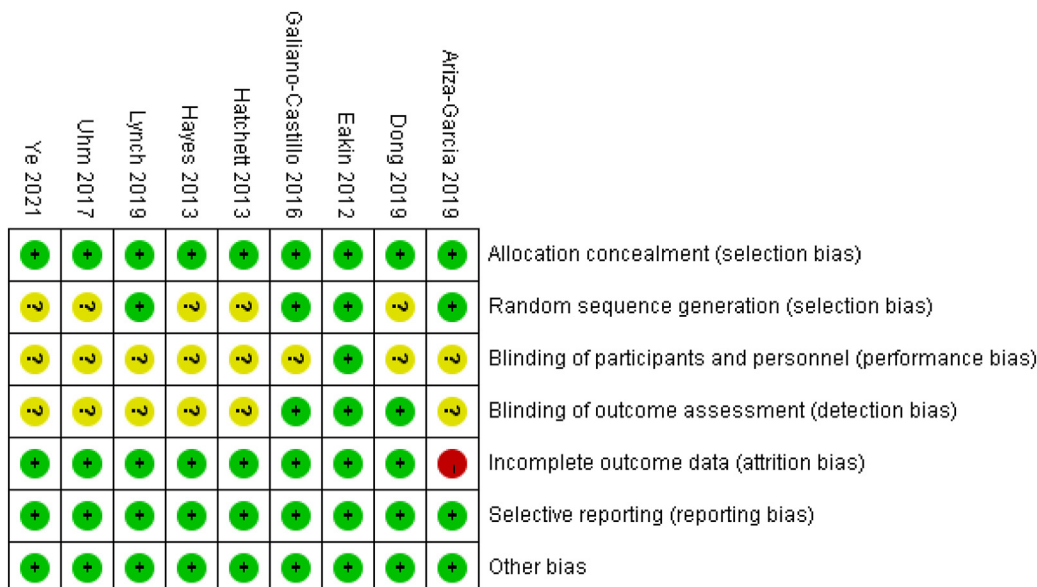 Ye 2021
Uhm 2017
Lynch 2019
Hayes 2013
Hatchett 2013
Galiano-Castillo 2016
Eakin 2012
Dong 2019
Ariza-Garcia 2019
+ + + + + + + + + Allocation concealment (selection bias)
? ? + ? ? + + ? + Random sequence generation (selection bias)
? ? ? ? ? ? + ? ? Blinding of participants and personnel (performance bias)
? ? ? ? ? + + + ? Blinding of outcome assessment (detection bias)
+ + + + + + + + - Incomplete outcome data (attrition bias)
+ + + + + + + + + Selective reporting (reporting bias)
+ + + + + + + + + Other bias